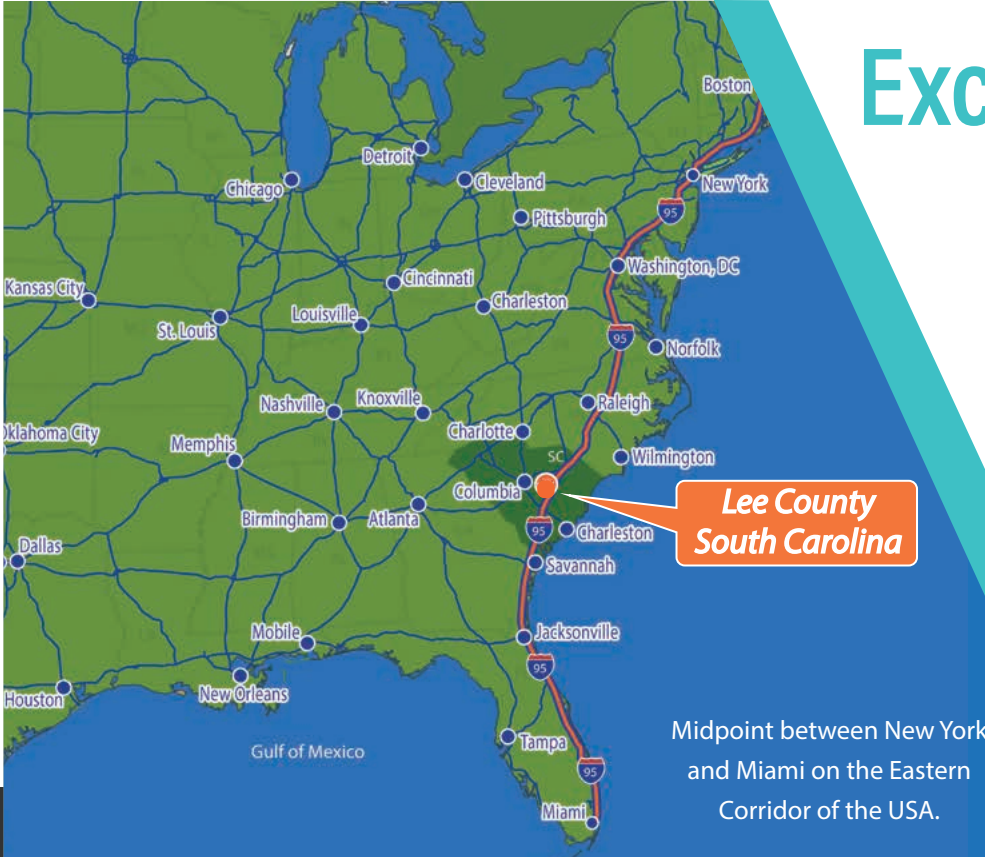 Exc
Boston
Detroit
Chicago
Cleveland
New York
95
Pittsburgh
Washington, DC
Cincinnati
Kansas City
Charleston
Louisville
St. Louis
95
Norfolk
Nashville
Knoxville
Raleigh
Oklahoma City
Charlotte
Memphis
SC
Wilmington
Columbia
Lee County
South Carolina
Birmingham
Atlanta
95
Charleston
Dallas
Savannah
Mobile
Jacksonville
95
New Orleans
Houston
Tampa
Gulf of Mexico
95
Miami
Midpoint between New York
and Miami on the Eastern
Corridor of the USA.